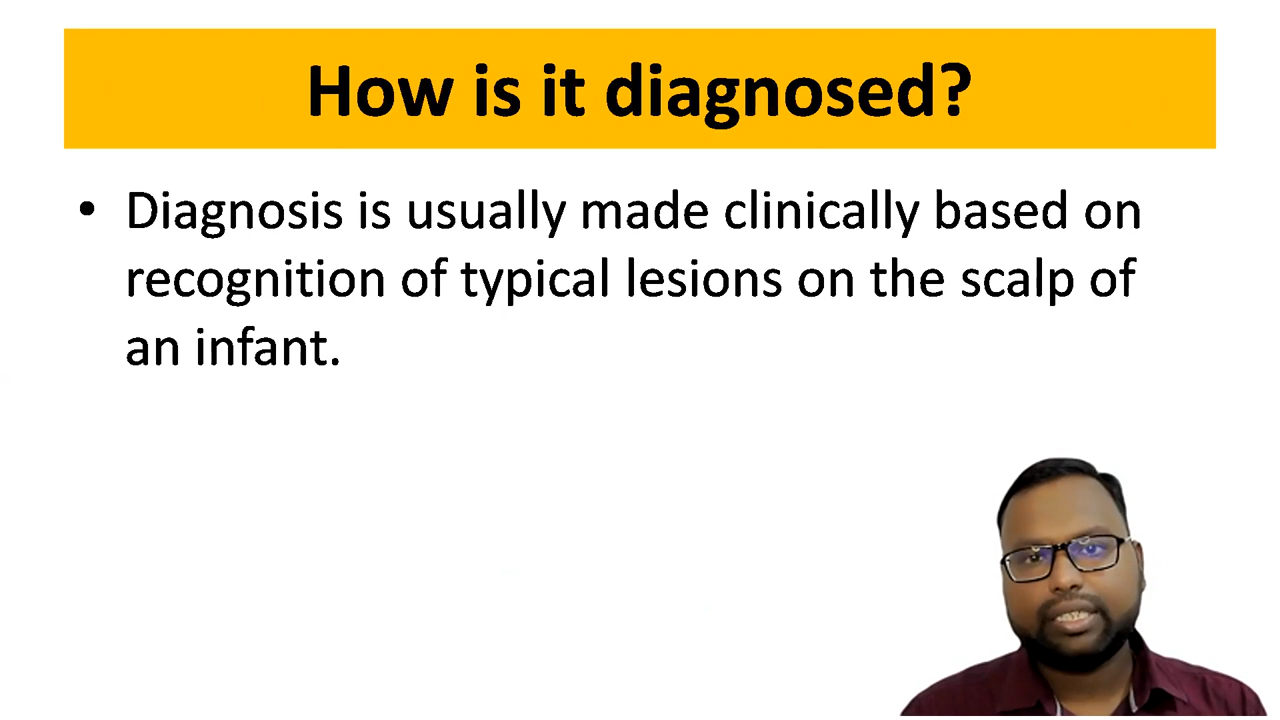 How is it diagnosed?
• Diagnosis is usually made clinically based on
recognition of typical lesions on the scalp of
an infant.